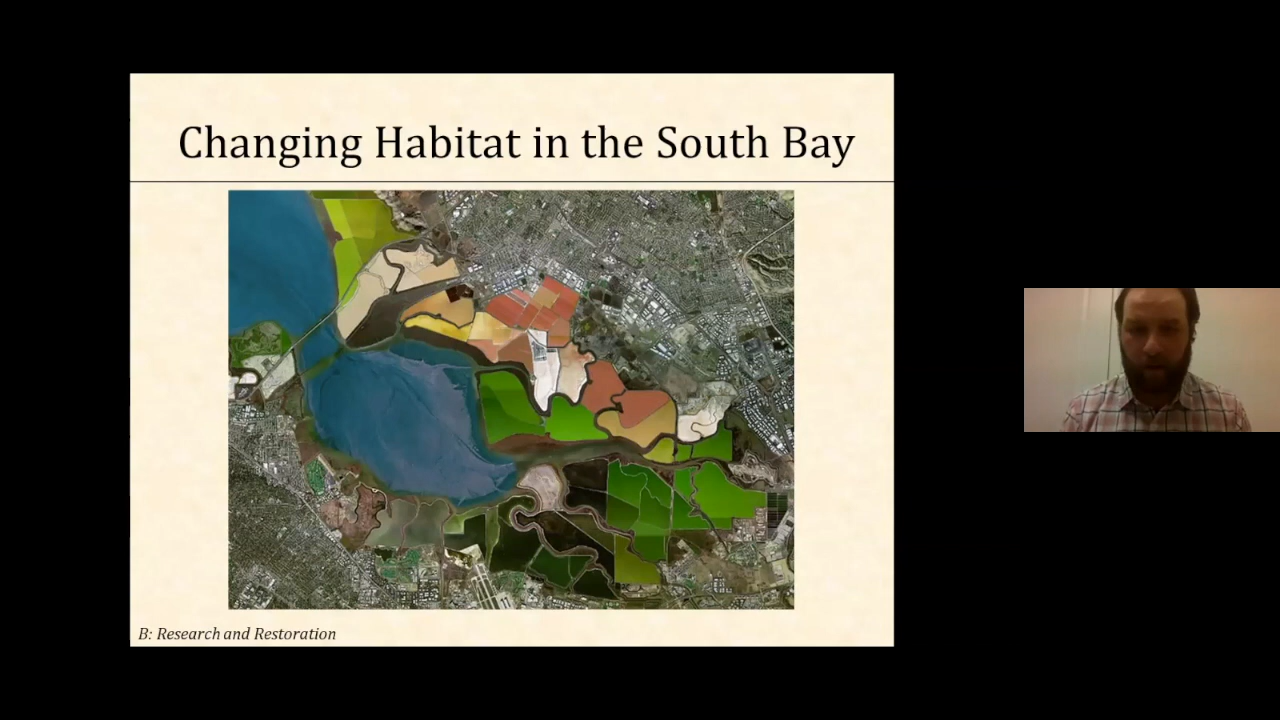 Changing Habitat in the South Bay
B: Research and Restoration